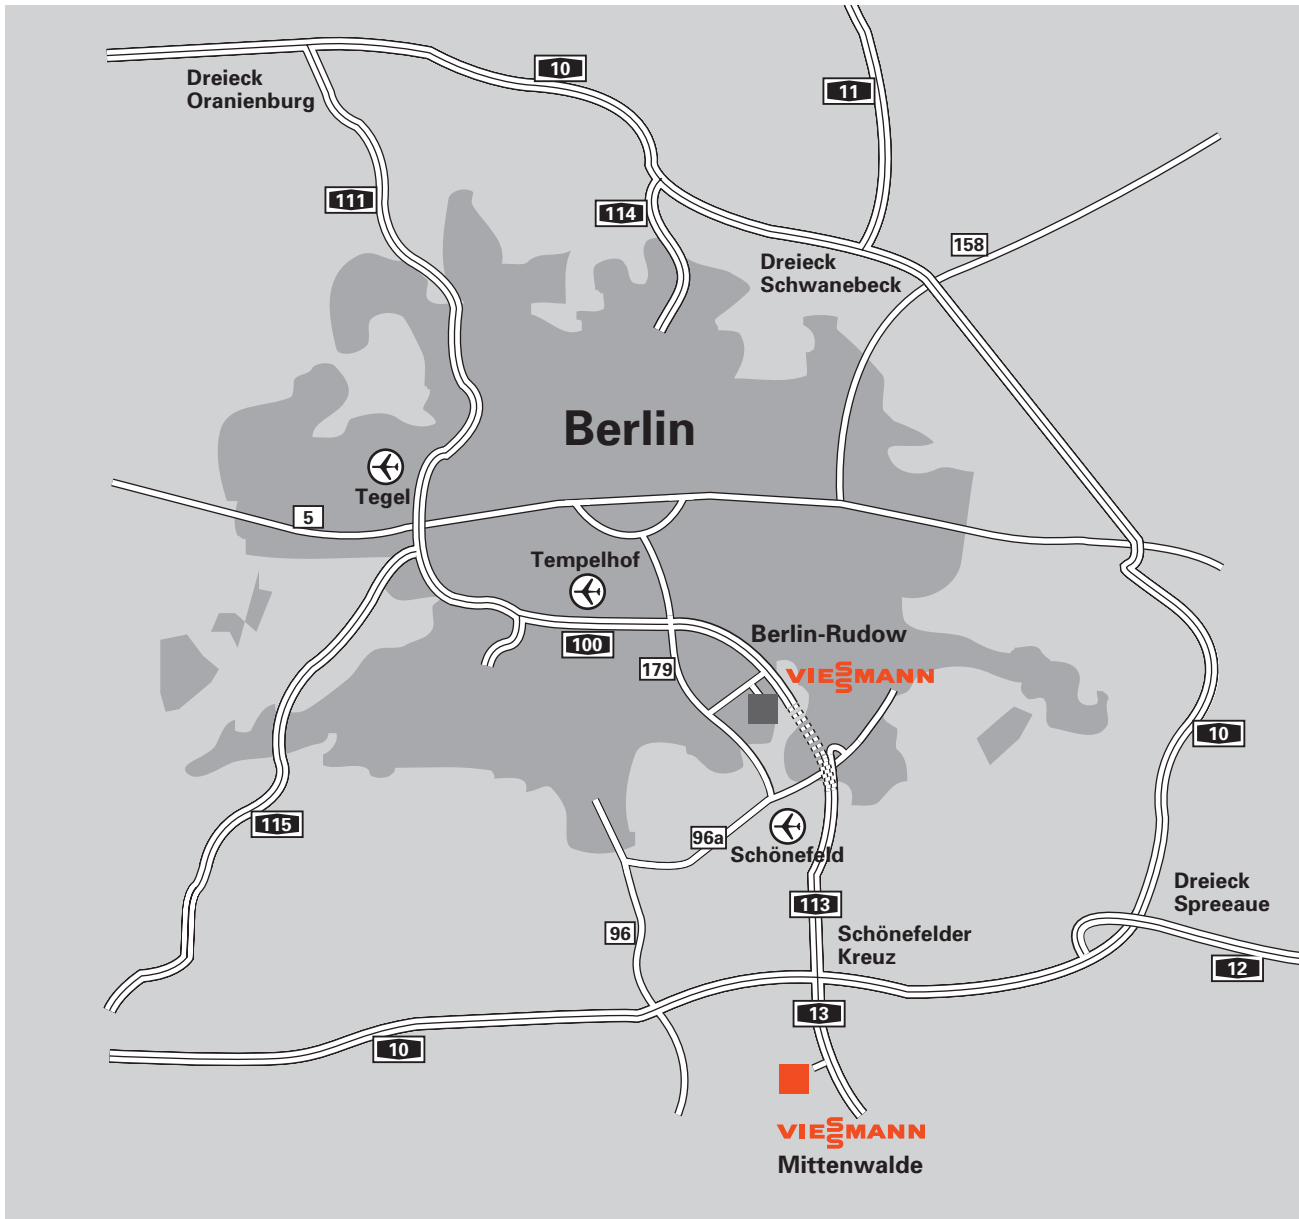 10
Dreieck
Oranienburg
11
111
114
158
Dreieck
Schwanebeck
Berlin
Tegel
5
Tempelhof
100
Berlin-Rudow
179
VIESSMANN
10
115
96a
Schönefeld
Dreieck
Spreeaue
113
96
Schönefelder
Kreuz
12
13
10
VIESSMANN
Mittenwalde